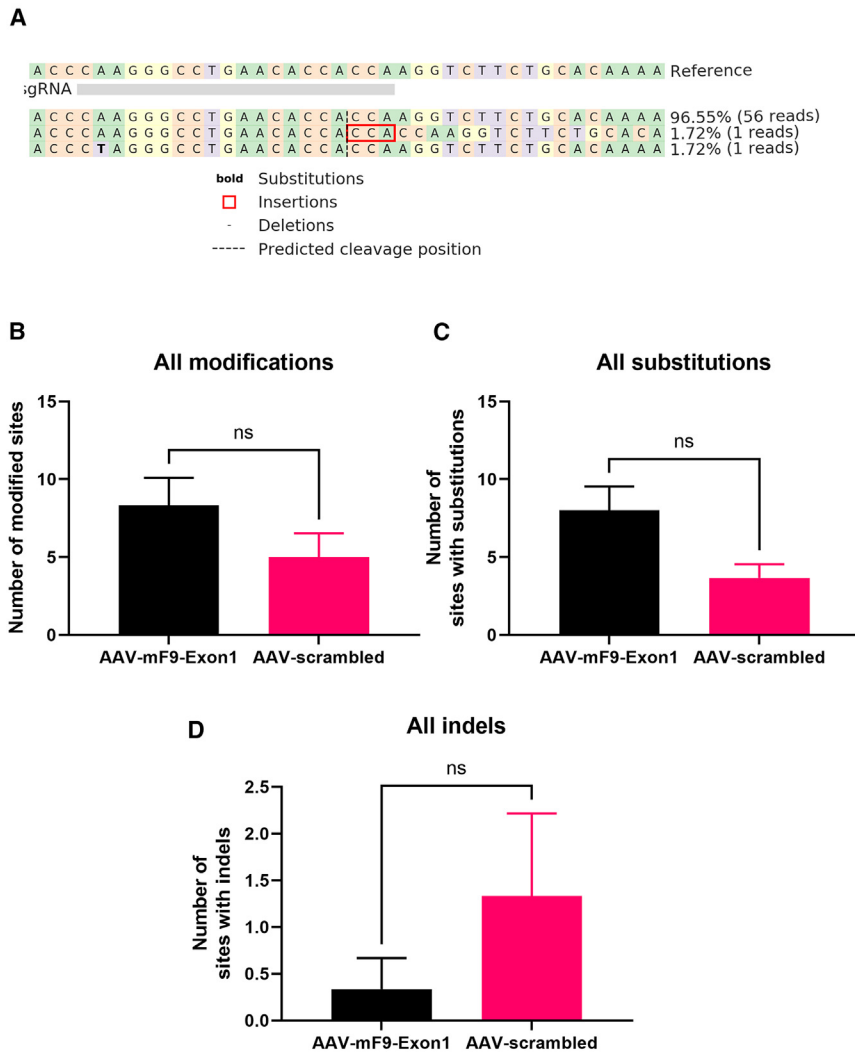 A
A C C C A A G G G C C T G A A C A C C A C C A A G G T C T T C T G C A C A A A A Reference
sgRNA
A C C C A A G G G C C T G A A C A C C A C C A A G G T C T T C T G C A C A A A A 96.55% (56 reads)
A C C C A A G G G C C T G A A C A C C A C C A C C A A G G T C T T C T G C A C A 1.72% (1 reads)
A C C C T A G G G C C T G A A C A C C A C C A A G G T C T T C T G C A C A A A A 1.72% (1 reads)
bold Substitutions
Insertions
- Deletions
----- Predicted cleavage position
B
All modifications
Number of modified sites
15
10
5
0
ns
AAV-mF9-Exon1 AAV-scrambled
C
All substitutions
Number of
sites with substitutions
15
10
5
0
ns
AAV-mF9-Exon1 AAV-scrambled
D
All indels
Number of
sites with indels
2.5
2.0
1.5
1.0
0.5
0.0
ns
AAV-mF9-Exon1 AAV-scrambled